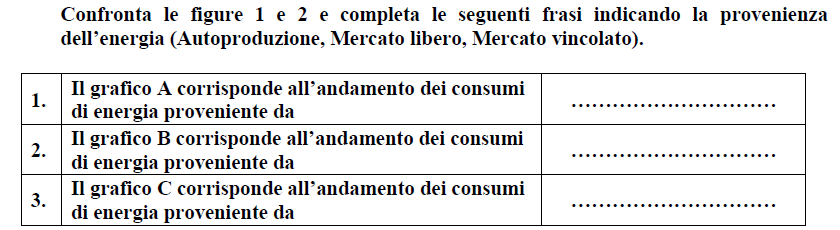 Confronta le figure 1 e 2 e completa le seguenti frasi indicando la provenienza
dell'energia (Autoproduzione, Mercato libero, Mercato vincolato).
1. Il grafico A corrisponde all'andamento dei consumi
di energia proveniente da …………………………
2. Il grafico B corrisponde all'andamento dei consumi
di energia proveniente da …………………………
3. Il grafico C corrisponde all'andamento dei consumi
di energia proveniente da …………………………